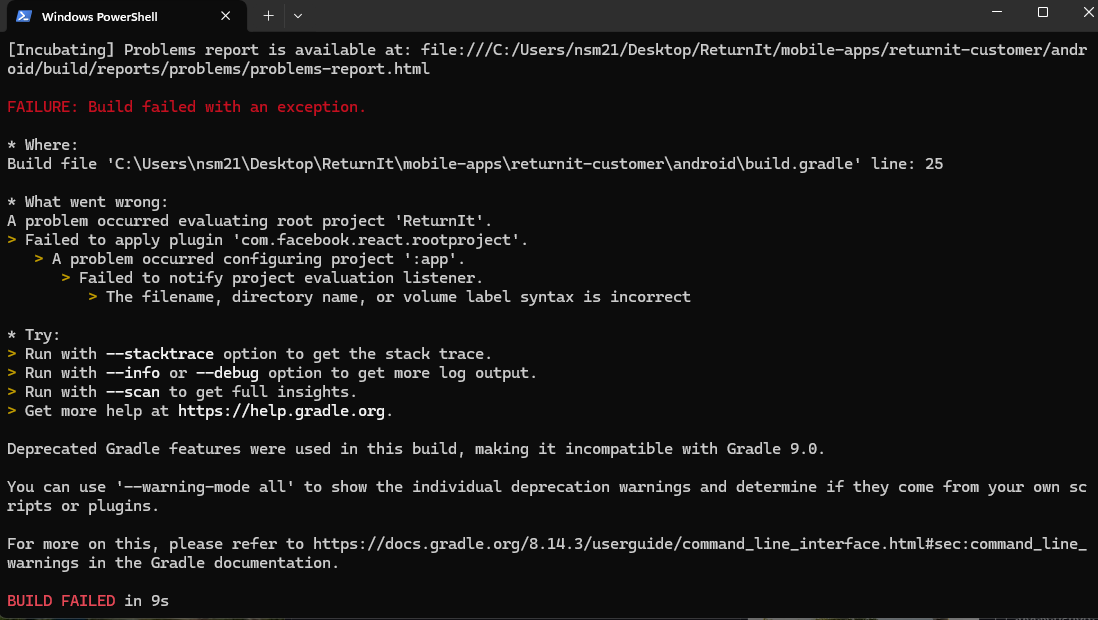 Windows PowerShell
[Incubating] Problems report is available at: file:///C:/Users/nsm21/Desktop/ReturnIt/mobile-apps/returnit-customer/andr
oid/build/reports/problems/problems-report.html
FAILURE: Build failed with an exception.
* Where:
Build file 'C:\Users\nsm21\Desktop\ReturnIt\mobile-apps\returnit-customer\android\build.gradle' line: 25
* What went wrong:
A problem occurred evaluating root project 'ReturnIt'.
> Failed to apply plugin 'com.facebook.react.rootproject'.
> A problem occurred configuring project ':app'.
> Failed to notify project evaluation listener.
> The filename, directory name, or volume label syntax is incorrect
* Try:
> Run with --stacktrace option to get the stack trace.
> Run with --info or --debug option to get more log output.
> Run with --scan to get full insights.
> Get more help at https://help.gradle.org.
Deprecated Gradle features were used in this build, making it incompatible with Gradle 9.0.
You can use '--warning-mode all' to show the individual deprecation warnings and determine if they come from your own sc
ripts or plugins.
For more on this, please refer to https://docs.gradle.org/8.14.3/userguide/command_line_interface.html#sec:command_line_
warnings in the Gradle documentation.
BUILD FAILED in 9s